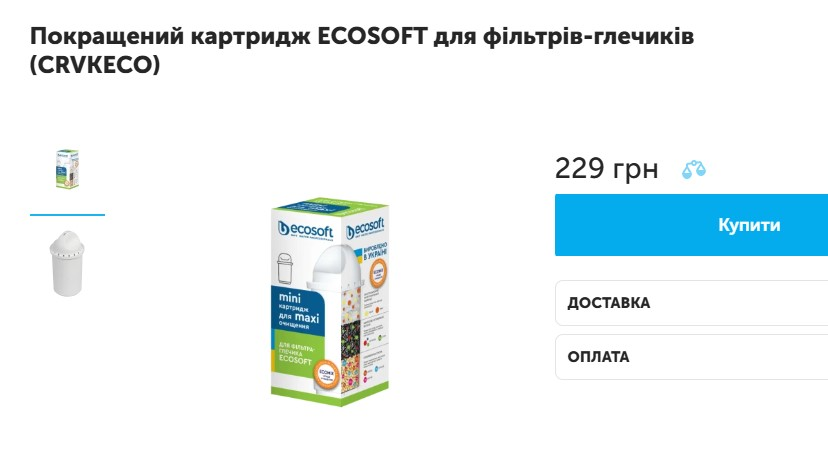 Покращений картридж ECOSOFT для фільтрів-глечиків
(CRVKECO)
229 грн
Купити
ДОСТАВКА
ОПЛАТА
ecosoft
ecosoft
ВИРОБЛЕНО
В УКРАЇНІ
mini
картридж
для maxi
очищення
ДЛЯ ФІЛЬТРА-
ГЛЕЧИКА
ECOSOFT